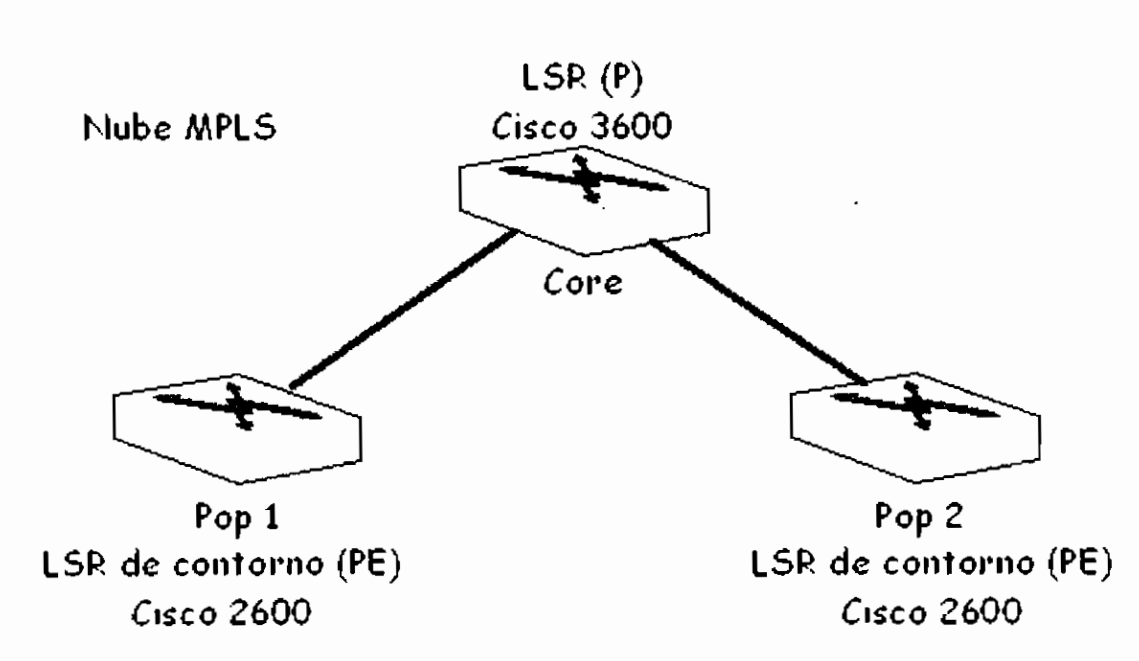 LSR (P)
Nube MPLS
Cisco 3600
Core
Pop 1
LSR de contorno (PE)
Cisco 2600
Pop 2
LSR de contorno (PE)
Cisco 2600